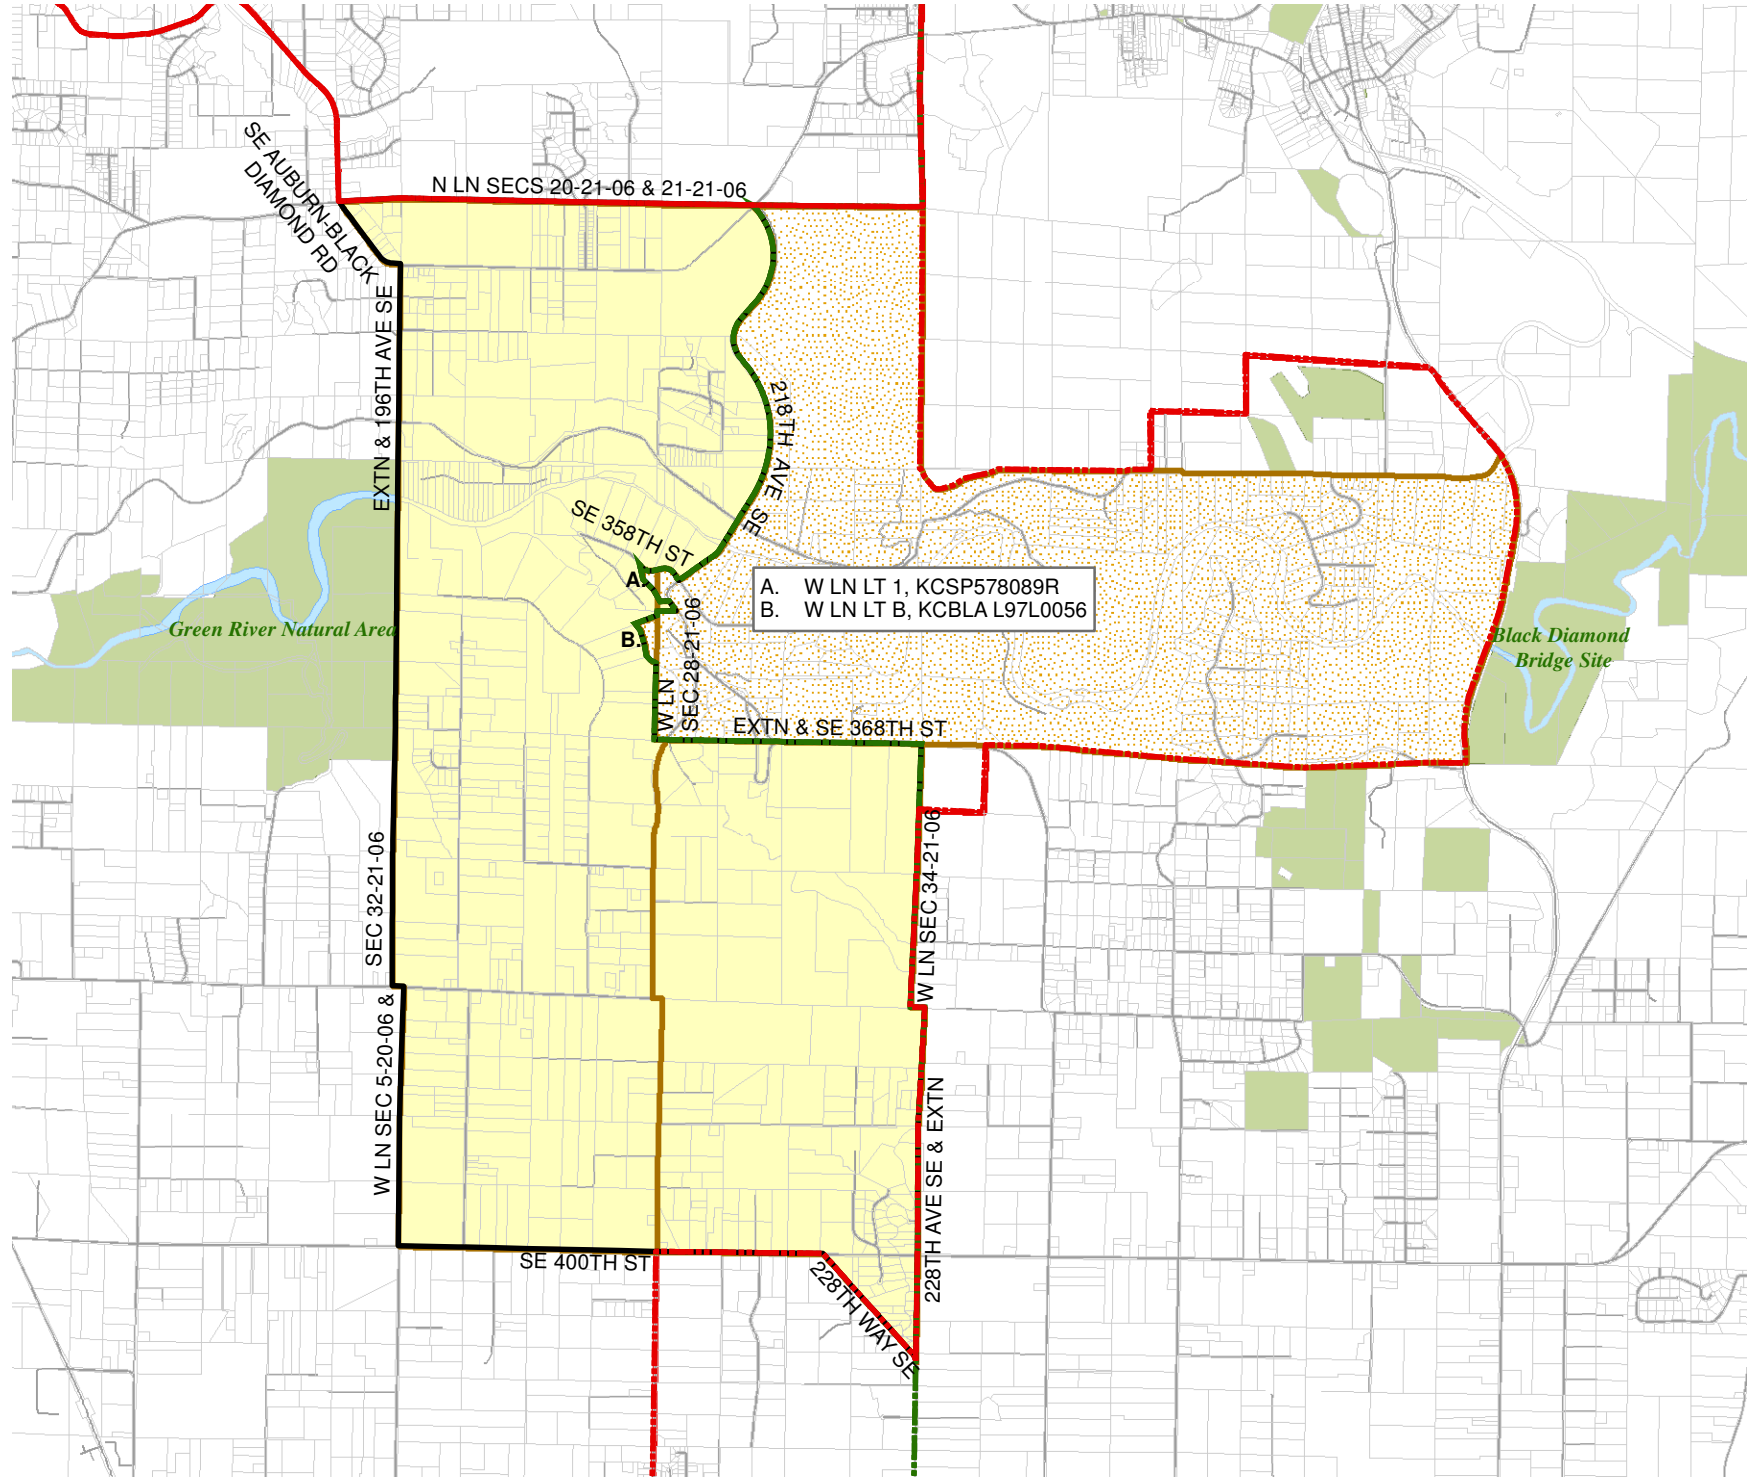 SE AUBURN-BLACK
DIAMOND RD
N LN SECS 20-21-06 & 21-21-06
EXTN & 196TH AVE SE
218TH AVE SE
SE 358TH ST
A.
B.
A. W LN LT 1, KCSP578089R
B. W LN LT B, KCBLA L97L0056
Green River Natural Area
Black Diamond
Bridge Site
W LN
SEC 28-21-06
EXTN & SE 368TH ST
SEC 32-21-06
W LN SEC 34-21-06
W LN SEC 5-20-06 &
228TH AVE SE & EXTN
SE 400TH ST
228TH WAY SE